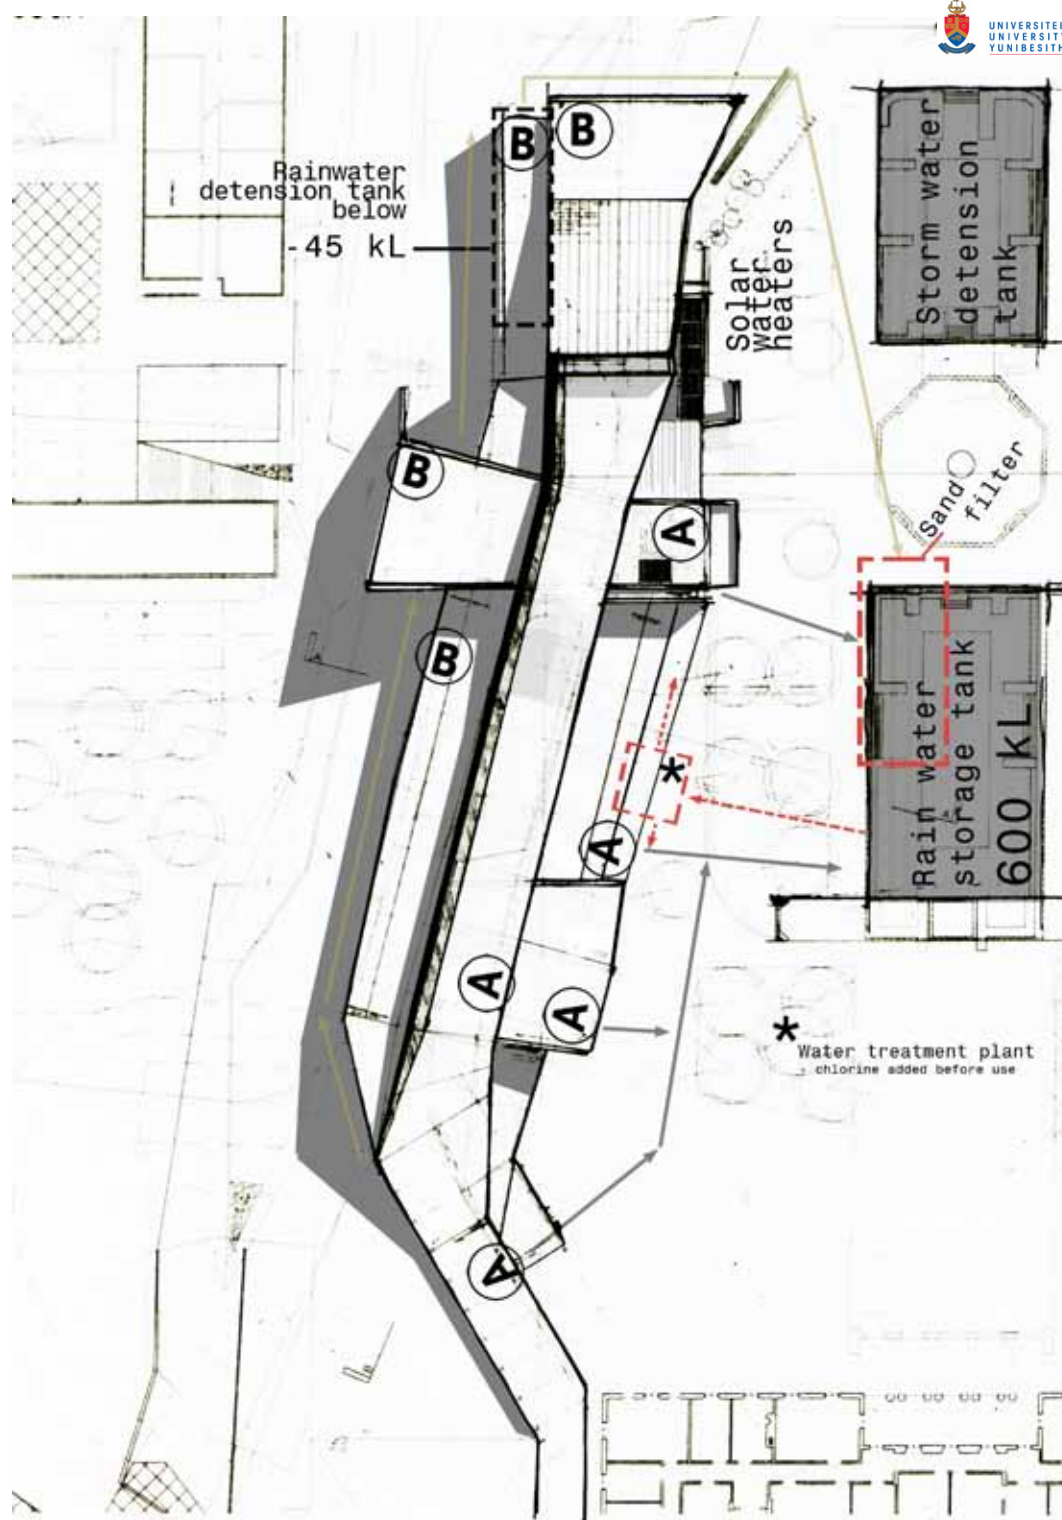 UNIVERSITEI
UNIVERSITY
YUNIBESITH
B
B
Rainwater
detension tank
below
45 kL
Solar
water
heaters
Storm water
detension
tank
B
A
Sand
filter
B
Rain water
storage tank
600 kL
*
A
A
A
*
Water treatment plant
chlorine added before use
A